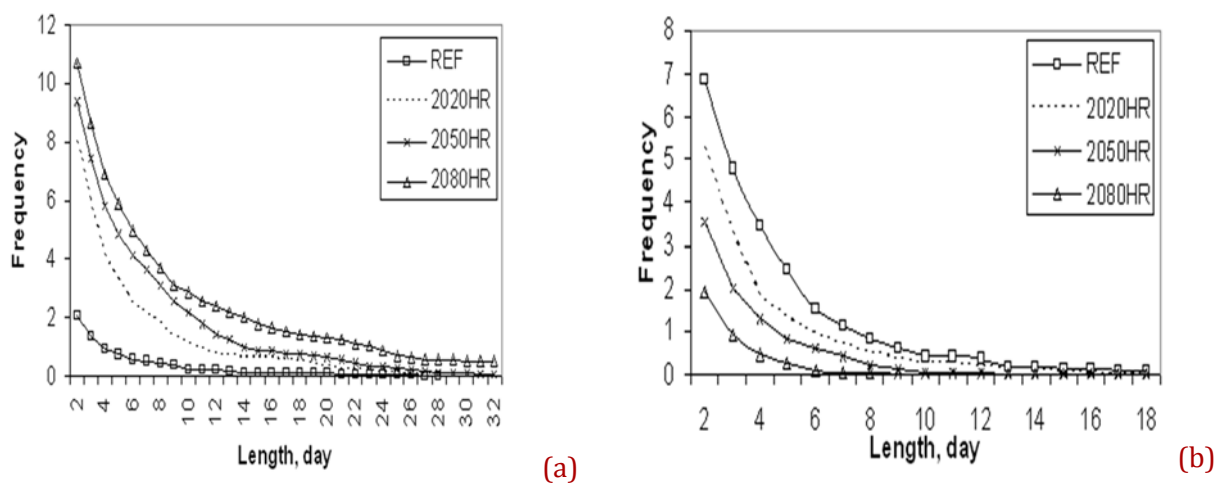 12
10
8
6
4
2
0
Frequency
REF
2020HR
2050HR
2080HR
2 4 6 8 10 12 14 16 18 20 22 24 26 28 30 32
Length, day
(a)
8
7
6
5
4
3
2
1
0
Frequency
REF
2020HR
2050HR
2080HR
2 4 6 8 10 12 14 16 18
Length, day
(b)